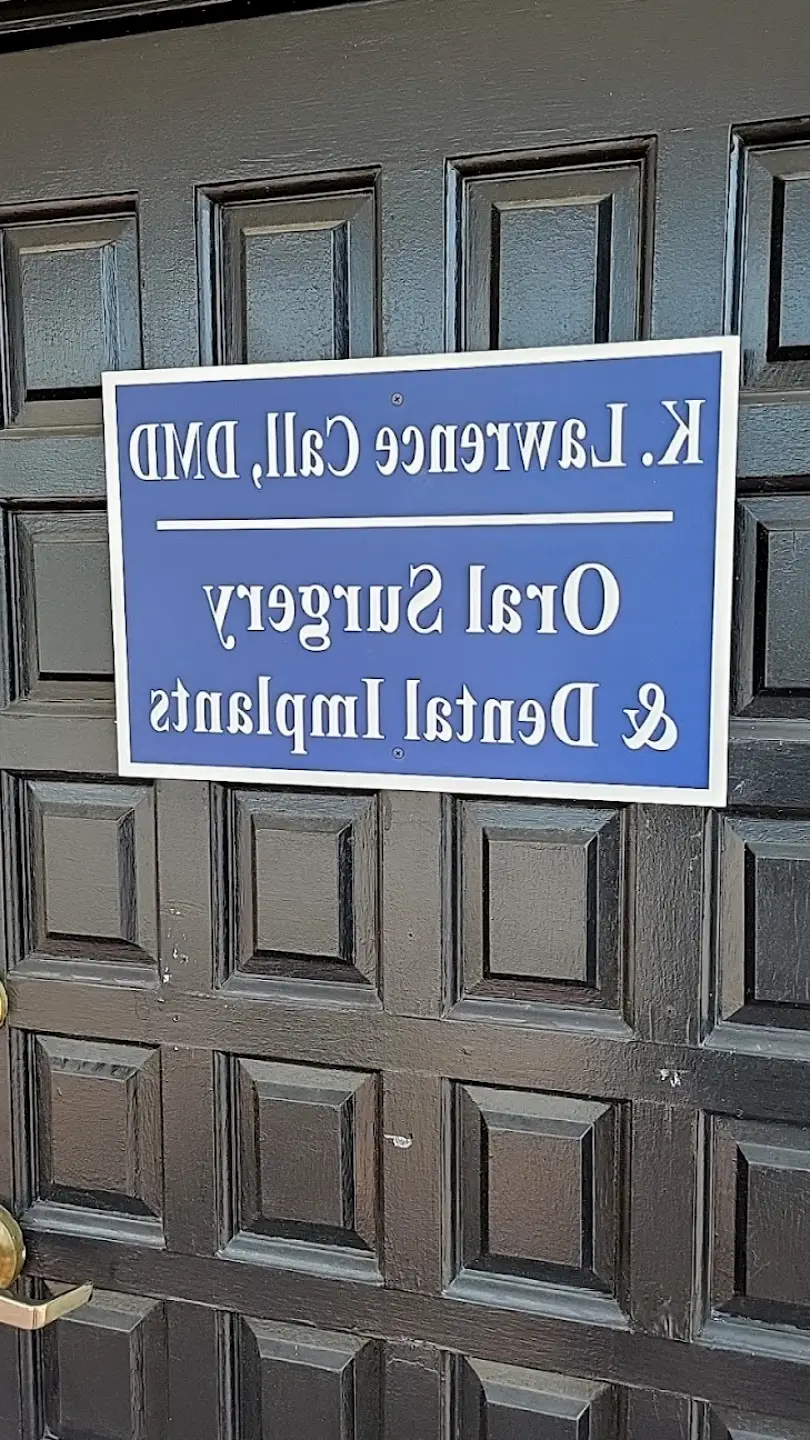 K. Lawrence Call, DMD
Oral Surgery
& Dental Implants